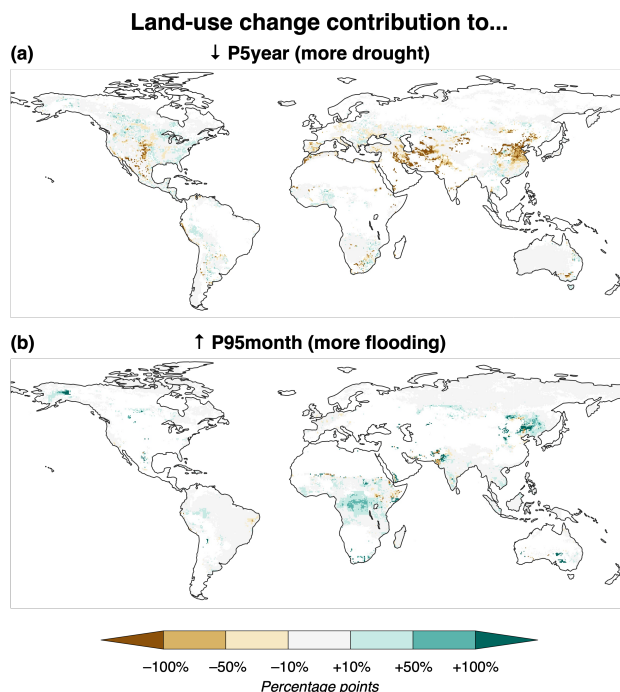 Land-use change contribution to...
(a)
↓ P5year (more drought)
(b)
↑ P95month (more flooding)
−100% −50% −10% +10% +50% +100%
Percentage points